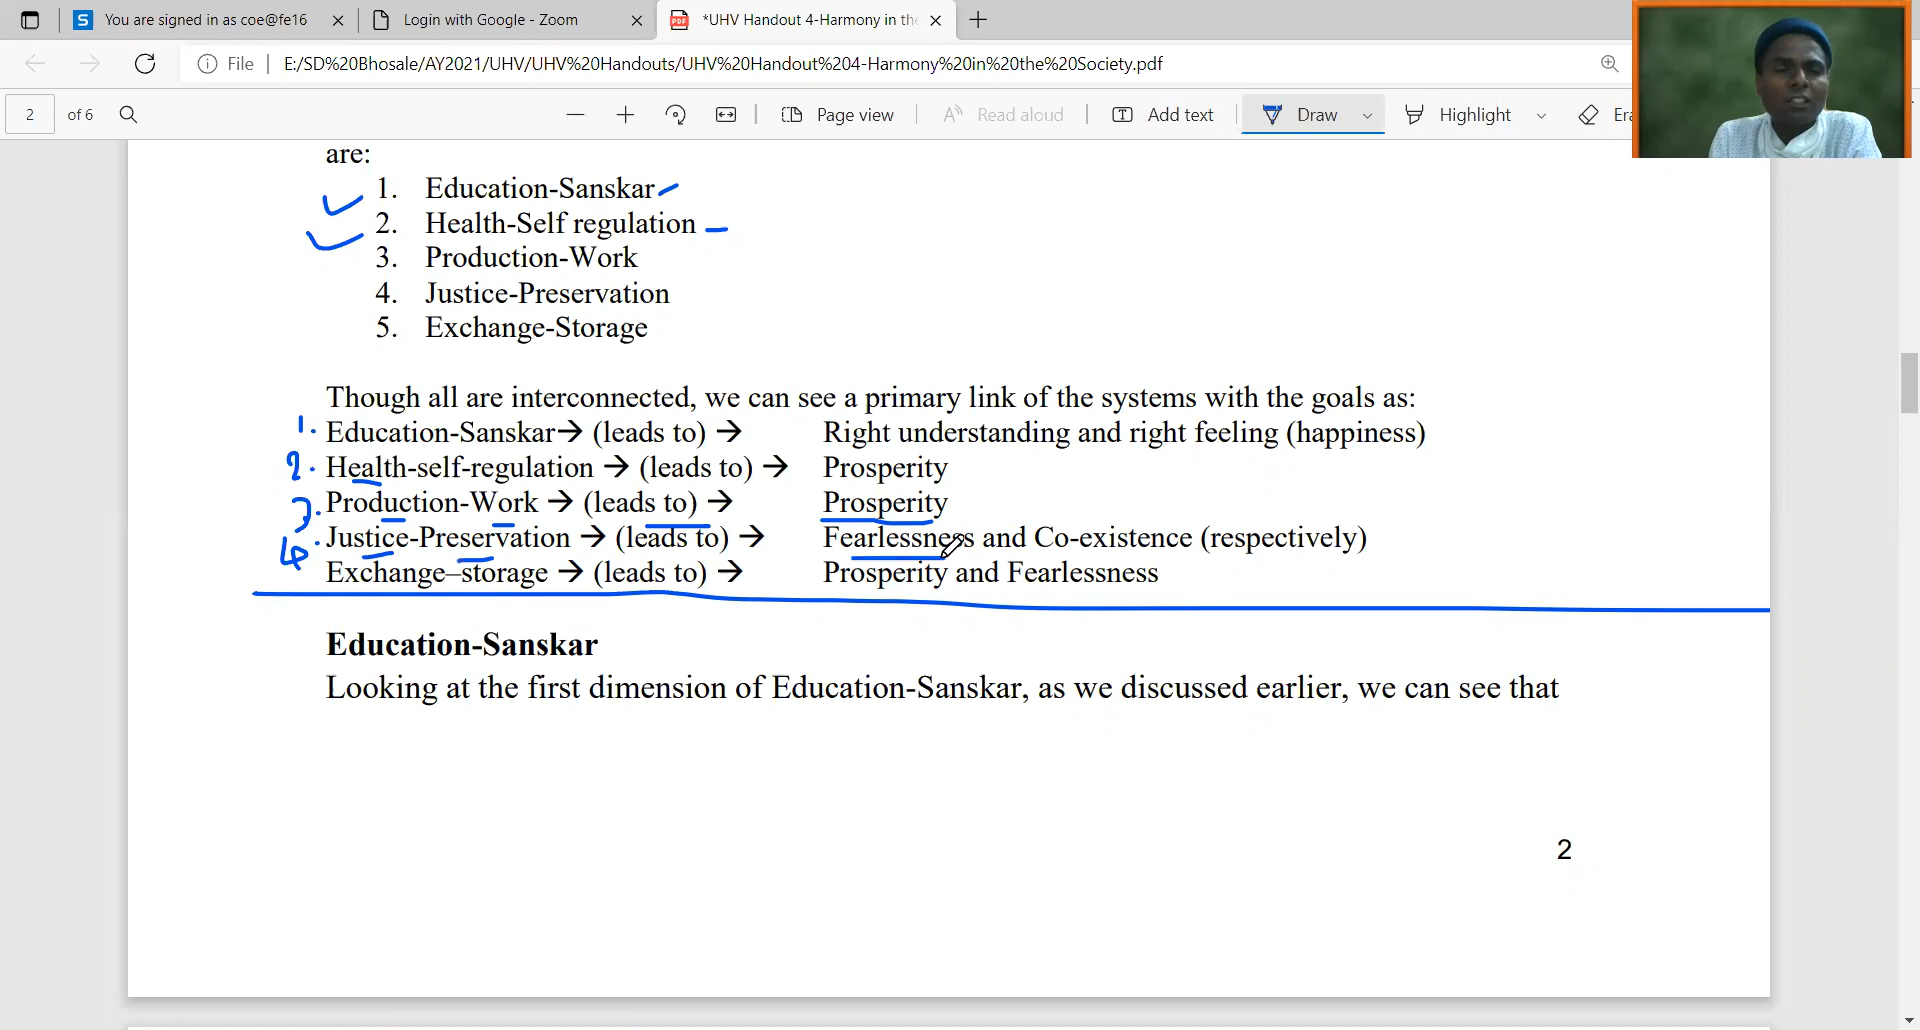 You are signed in as coe@fe16
Login with Google - Zoom
*UHV Handout 4-Harmony in the
File
E:/SD%20Bhosale/AY2021/UHV/UHV%20Handouts/UHV%20Handout%204-Harmony%20in%20the%20Society.pdf
2 of 6
Page view
Read aloud
Add text
Draw
Highlight
Era
are:
1. Education-Sanskar
2. Health-Self regulation
3. Production-Work
4. Justice-Preservation
5. Exchange-Storage
Though all are interconnected, we can see a primary link of the systems with the goals as:
1. Education-Sanskar→ (leads to) → Right understanding and right feeling (happiness)
2. Health-self-regulation → (leads to) → Prosperity
3. Production-Work → (leads to) → Prosperity
4. Justice-Preservation → (leads to) → Fearlessness and Co-existence (respectively)
Exchange–storage → (leads to) → Prosperity and Fearlessness
Education-Sanskar
Looking at the first dimension of Education-Sanskar, as we discussed earlier, we can see that
2